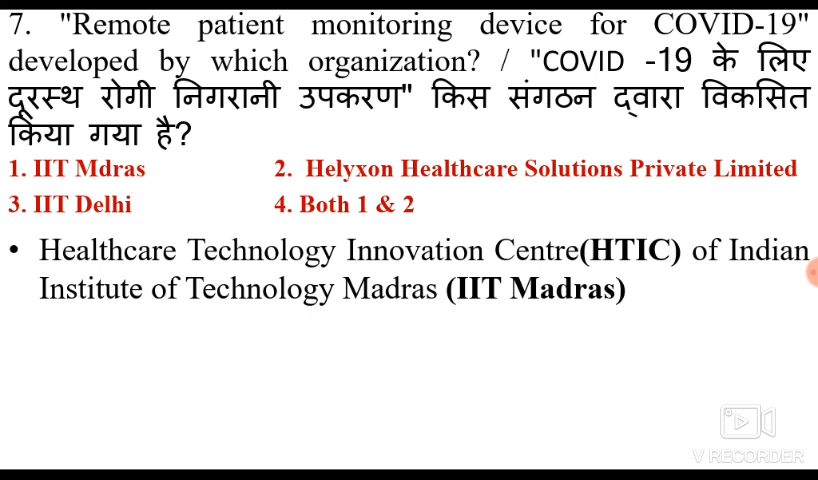 7. "Remote patient monitoring device for COVID-19"
developed by which organization? / "COVID -19 के लिए
दूरस्थ रोगी निगरानी उपकरण" किस संगठन द्वारा विकसित
किया गया है?
1. IIT Mdras 2. Helyxon Healthcare Solutions Private Limited
3. IIT Delhi 4. Both 1 & 2
• Healthcare Technology Innovation Centre(HTIC) of Indian
Institute of Technology Madras (IIT Madras)
V RECORDER